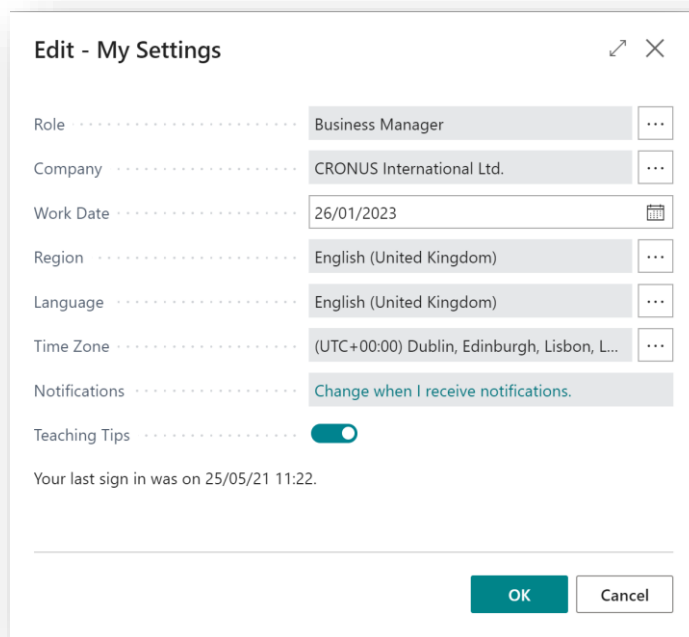 Edit - My Settings
Role Business Manager ...
Company CRONUS International Ltd. ...
Work Date 26/01/2023
Region English (United Kingdom) ...
Language English (United Kingdom) ...
Time Zone (UTC+00:00) Dublin, Edinburgh, Lisbon, L... ...
Notifications Change when I receive notifications.
Teaching Tips
Your last sign in was on 25/05/21 11:22.
OK Cancel